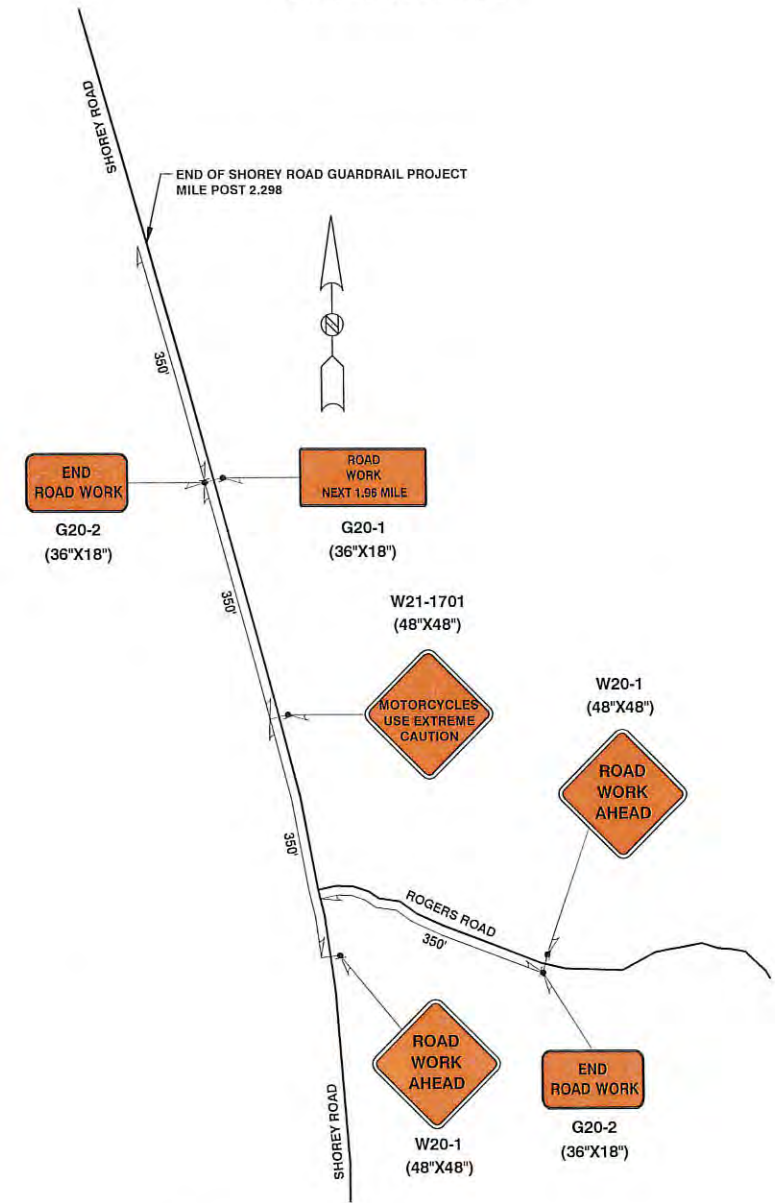 SHOREY ROAD
END OF SHOREY ROAD GUARDRAIL PROJECT
MILE POST 2.298
N
350'
END
ROAD WORK
G20-2
(36"X18")
ROAD
WORK
NEXT 1.96 MILE
G20-1
(36"X18")
350'
W21-1701
(48"X48")
MOTORCYCLES
USE EXTREME
CAUTION
W20-1
(48"X48")
ROAD
WORK
AHEAD
350'
ROGERS ROAD
350'
ROAD
WORK
AHEAD
W20-1
(48"X48")
END
ROAD WORK
G20-2
(36"X18")
SHOREY ROAD